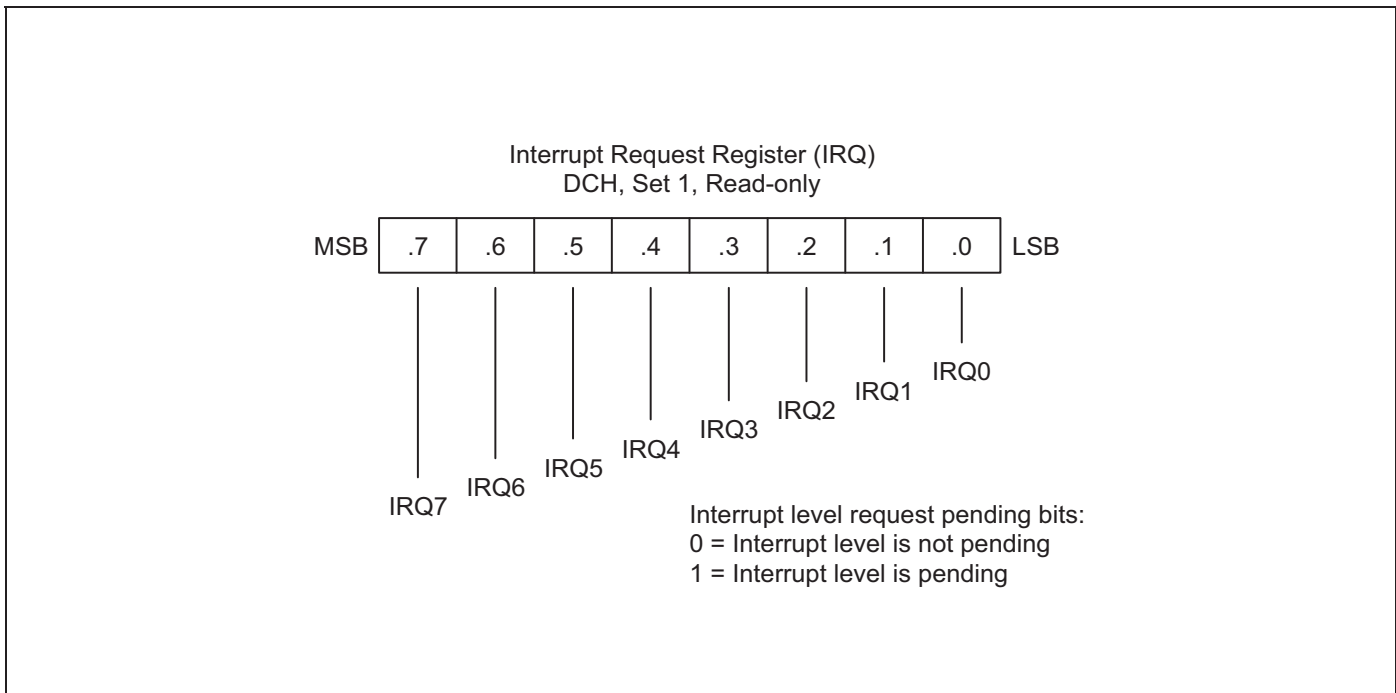 Interrupt Request Register (IRQ)
DCH, Set 1, Read-only
MSB .7 .6 .5 .4 .3 .2 .1 .0 LSB
IRQ0
IRQ1
IRQ2
IRQ3
IRQ4
IRQ5
IRQ6
IRQ7
Interrupt level request pending bits:
0 = Interrupt level is not pending
1 = Interrupt level is pending